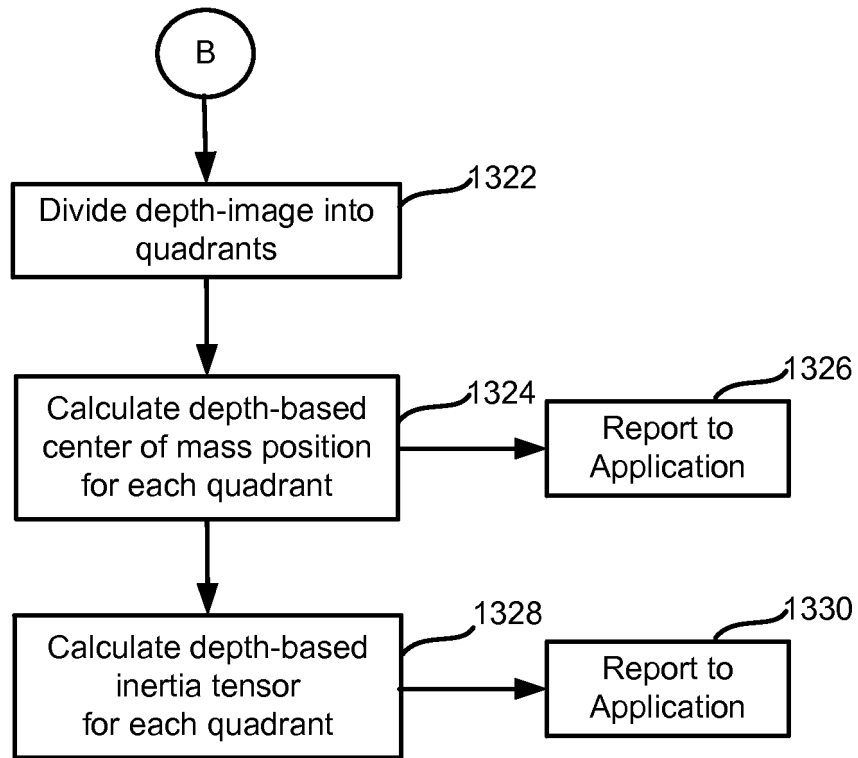 B
1322
Divide depth-image into
quadrants
1324
Calculate depth-based
center of mass position
for each quadrant
1326
Report to
Application
1328
Calculate depth-based
inertia tensor
for each quadrant
1330
Report to
Application